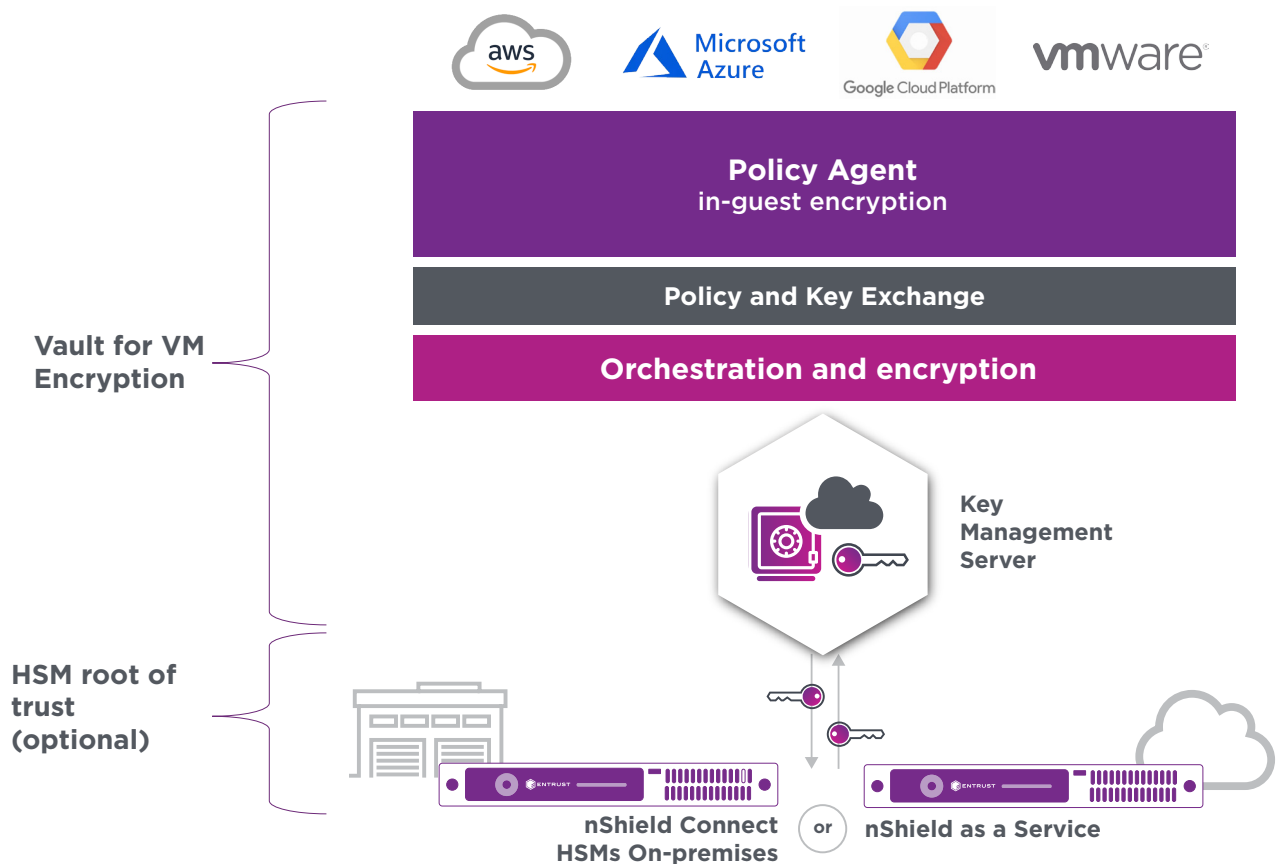 aws
Microsoft
Azure
Google Cloud Platform
vmware®
Policy Agent
in-guest encryption
Policy and Key Exchange
Vault for VM
Encryption
Orchestration and encryption
Key
Management
Server
HSM root of
trust
(optional)
ENTRUST
ENTRUST
nShield Connect
HSMs On-premises
or
nShield as a Service